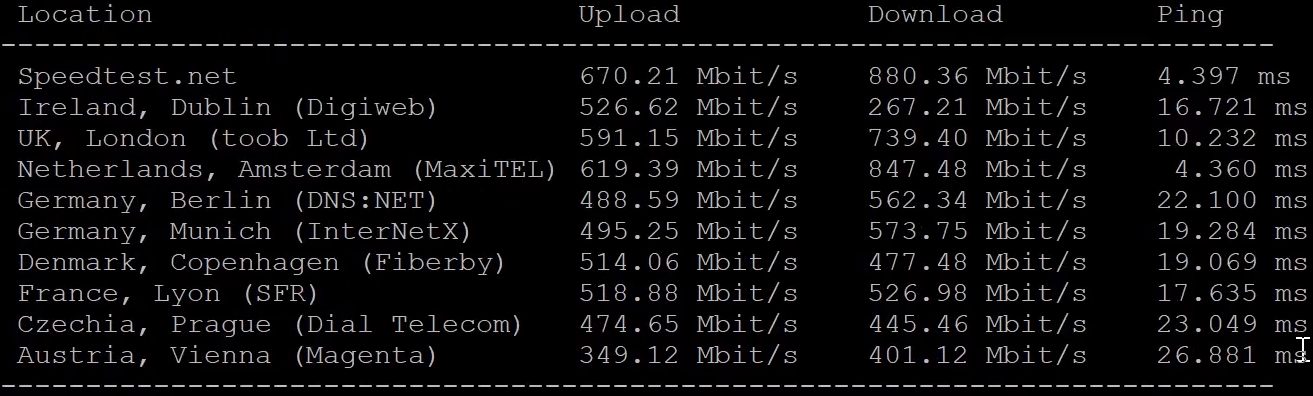 Location Upload Download Ping
--------------------------------------------------------------------------
Speedtest.net 670.21 Mbit/s 880.36 Mbit/s 4.397 ms
Ireland, Dublin (Digiweb) 526.62 Mbit/s 267.21 Mbit/s 16.721 ms
UK, London (toob Ltd) 591.15 Mbit/s 739.40 Mbit/s 10.232 ms
Netherlands, Amsterdam (MaxiTEL) 619.39 Mbit/s 847.48 Mbit/s 4.360 ms
Germany, Berlin (DNS:NET) 488.59 Mbit/s 562.34 Mbit/s 22.100 ms
Germany, Munich (InterNetX) 495.25 Mbit/s 573.75 Mbit/s 19.284 ms
Denmark, Copenhagen (Fiberby) 514.06 Mbit/s 477.48 Mbit/s 19.069 ms
France, Lyon (SFR) 518.88 Mbit/s 526.98 Mbit/s 17.635 ms
Czechia, Prague (Dial Telecom) 474.65 Mbit/s 445.46 Mbit/s 23.049 ms
Austria, Vienna (Magenta) 349.12 Mbit/s 401.12 Mbit/s 26.881 ms
--------------------------------------------------------------------------